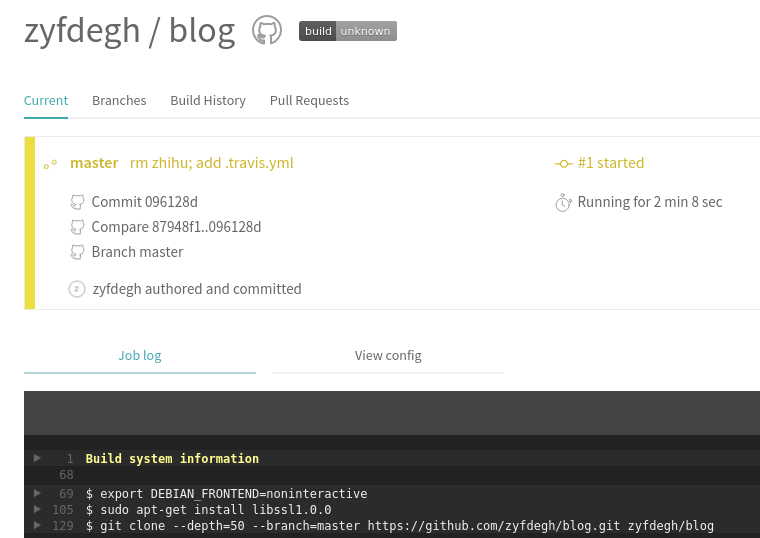 zyfdegh / blog build unknown
Current Branches Build History Pull Requests
master rm zhihu; add .travis.yml #1 started
Commit 096128d Running for 2 min 8 sec
Compare 87948f1..096128d
Branch master
z zyfdegh authored and committed
Job log View config
1 Build system information
68
69 $ export DEBIAN_FRONTEND=noninteractive
105 $ sudo apt-get install libssl1.0.0
129 $ git clone --depth=50 --branch=master https://github.com/zyfdegh/blog.git zyfdegh/blog